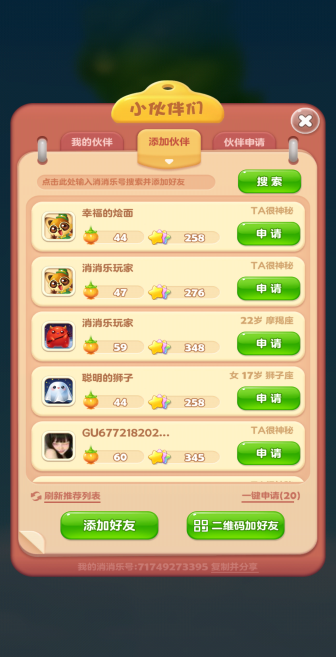 小伙伴们
我的伙伴
添加伙伴
伙伴申请
点击此处输入消消乐号搜索并添加好友
搜索
幸福的烩面
TA很神秘
44
258
申请
消消乐玩家
TA很神秘
47
276
申请
消消乐玩家
22岁 摩羯座
59
348
申请
聪明的狮子
女 17岁 狮子座
44
258
申请
GU677218202...
TA很神秘
60
345
申请
刷新推荐列表
一键申请(20)
添加好友
二维码加好友
我的消消乐号:71749273395 复制并分享